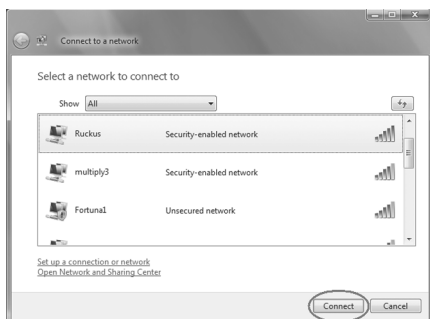 Connect to a network
Select a network to connect to
Show All
Ruckus Security-enabled network
multiply3 Security-enabled network
Fortuna1 Unsecured network
Set up a connection or network
Open Network and Sharing Center
Connect Cancel